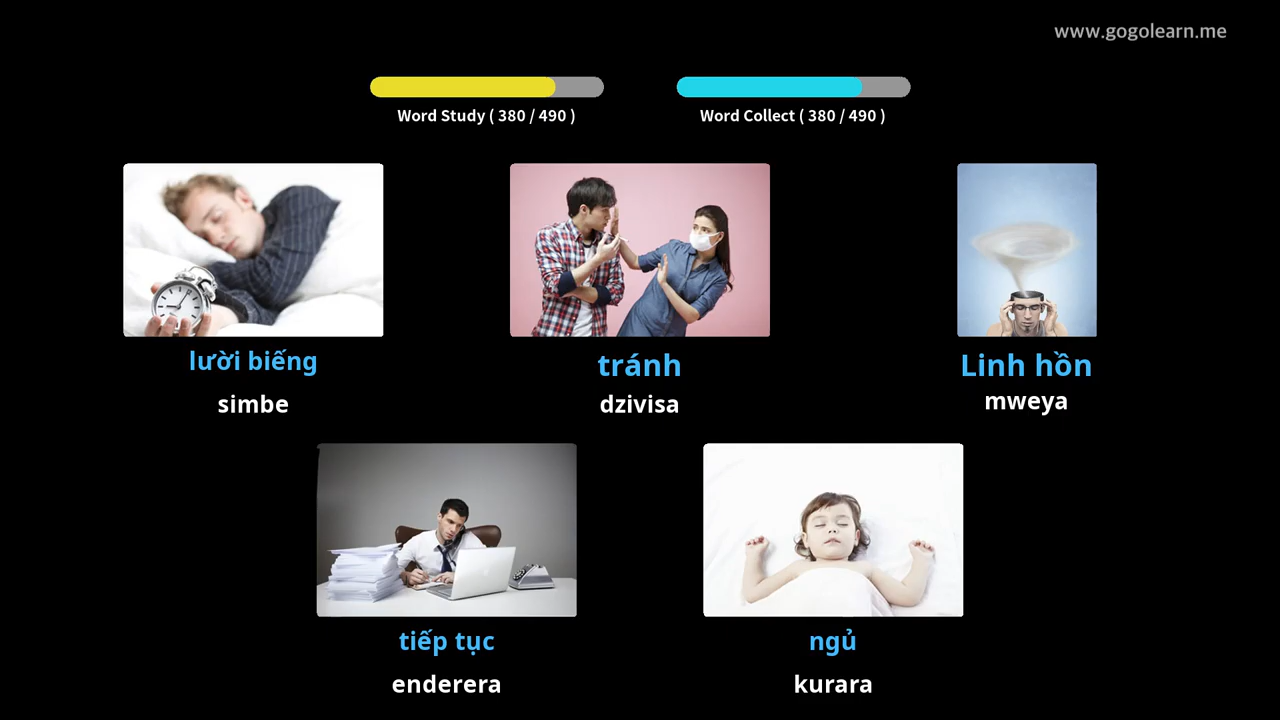 www.gogolearn.me
Word Study ( 380 / 490 )
Word Collect ( 380 / 490 )
lười biếng
simbe
tránh
dzivisa
Linh hồn
mweya
tiếp tục
enderera
ngủ
kurara